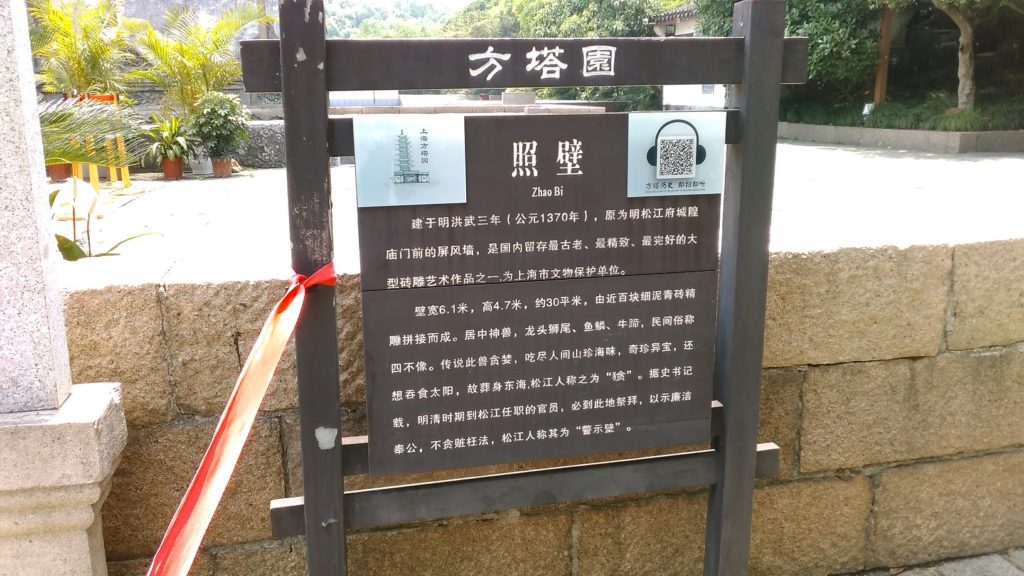 方塔園
上海方塔园
照壁
Zhao Bi
方塔历史 即扫即听
建于明洪武三年（公元1370年），原为明松江府城隍
庙门前的屏风墙，是国内留存最古老、最精致、最完好的大
型砖雕艺术作品之一.为上海市文物保护单位。
壁宽6.1米，高4.7米，约30平米，由近百块细泥青砖精
雕拼接而成。居中神兽，龙头狮尾、鱼鳞、牛蹄，民间俗称
四不像。传说此兽贪婪，吃尽人间山珍海味，奇珍异宝，还
想吞食太阳，故葬身东海,松江人称之为“㺔”。据史书记
载，明清时期到松江任职的官员，必到此地祭拜，以示廉洁
奉公，不贪赃枉法，松江人称其为“警示壁”。